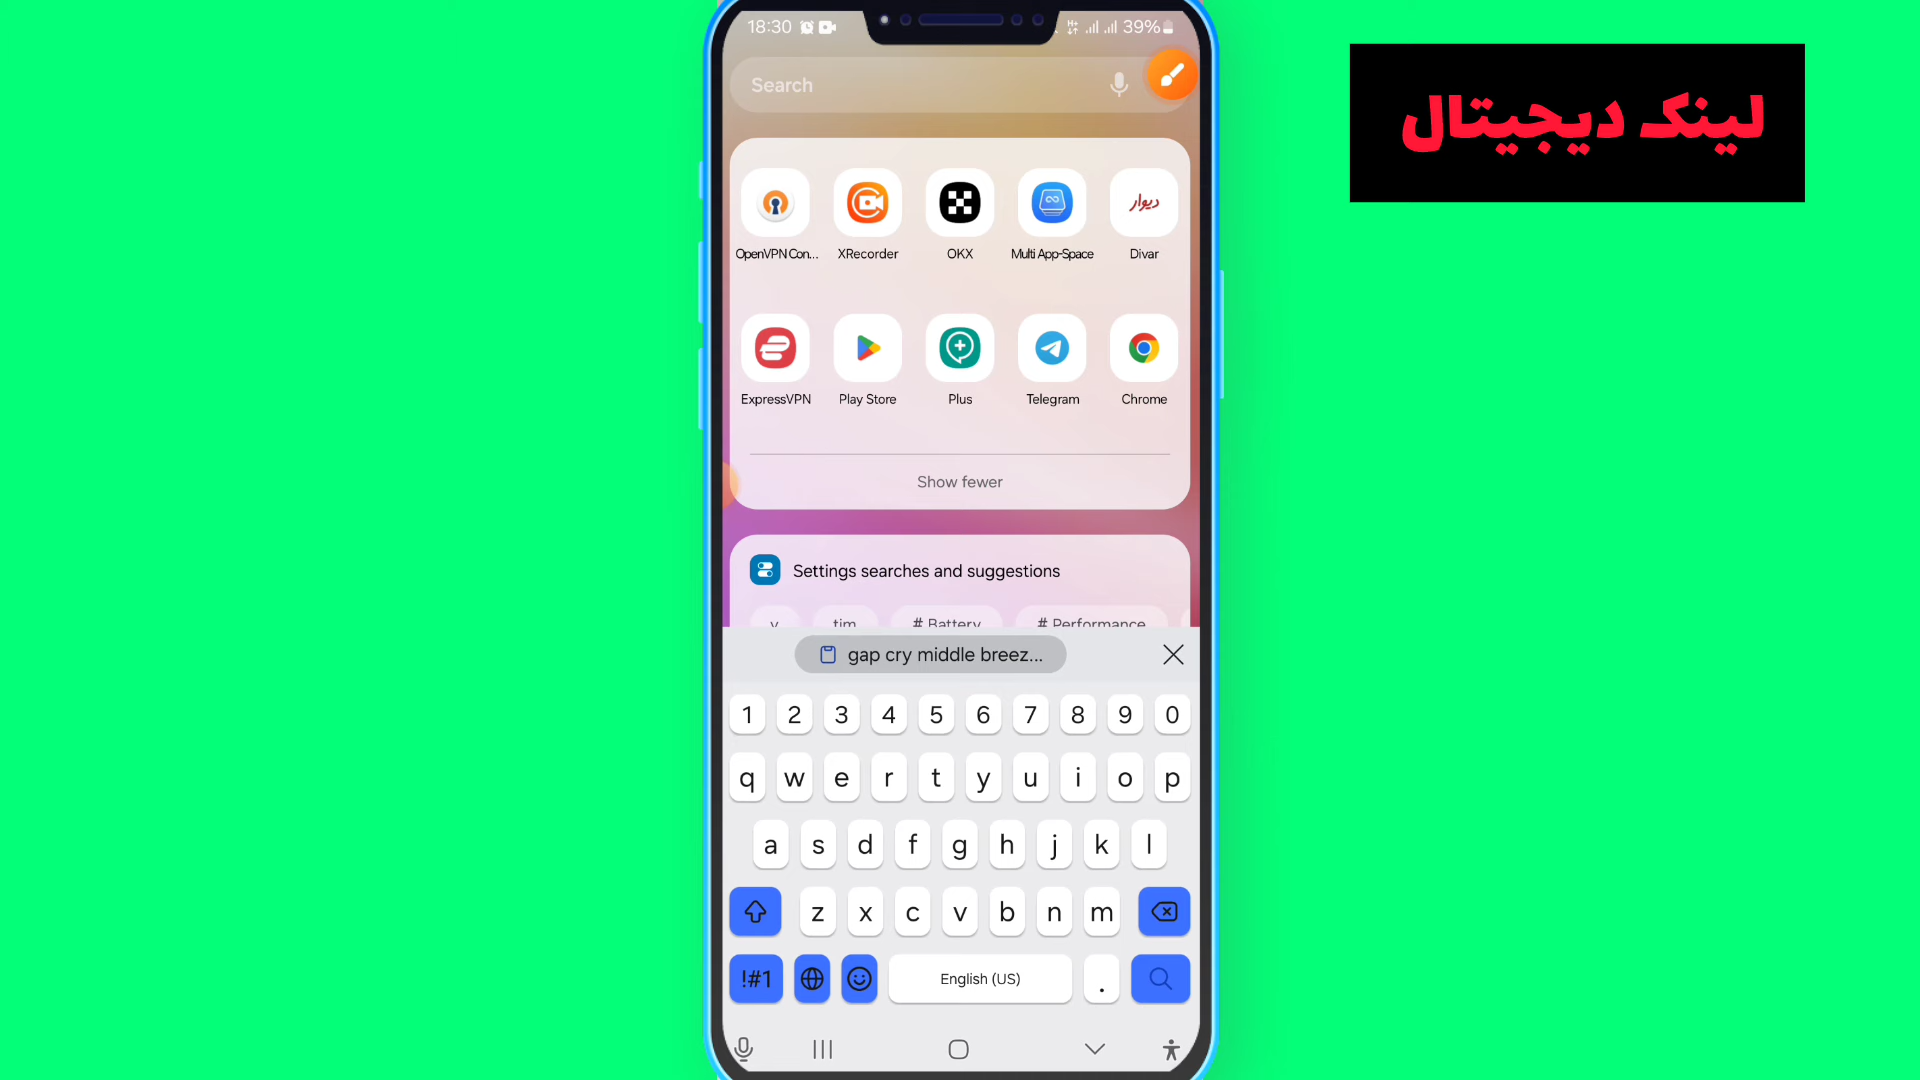 18:30
39%
Search
لینک دیجیتال
دیوار
OpenVPN Con...
XRecorder
OKX
Multi App-Space
Divar
ExpressVPN
Play Store
Plus
Telegram
Chrome
Show fewer
Settings searches and suggestions
v tim # Battery # Performance
gap cry middle breez...
1 2 3 4 5 6 7 8 9 0
q w e r t y u i o p
a s d f g h j k l
z x c v b n m
!#1 English (US) .